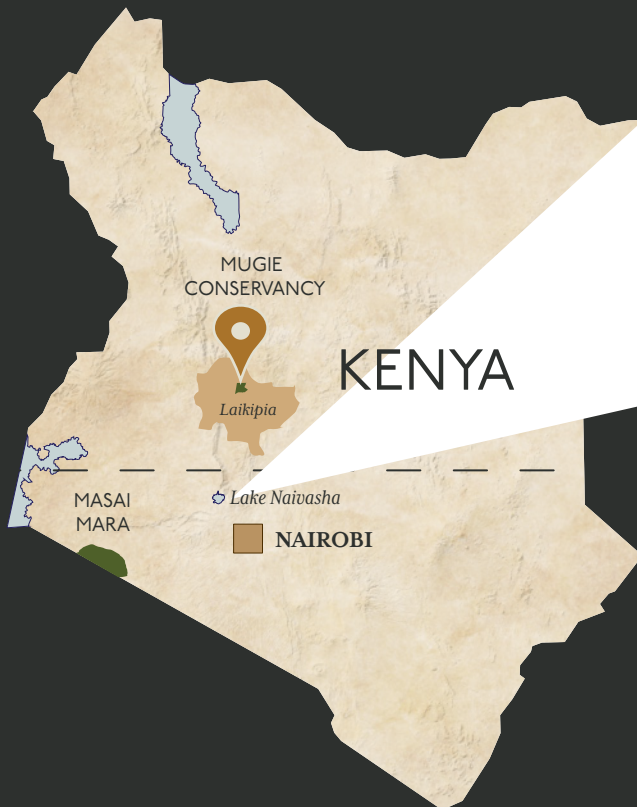 MUGIE
CONSERVANCY
KENYA
Laikipia
MASAI
MARA
Lake Naivasha
NAIROBI